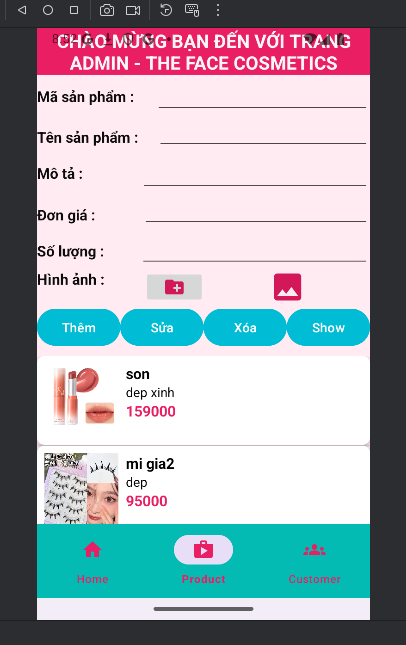 CHÀO MỪNG BẠN ĐẾN VỚI TRANG
ADMIN - THE FACE COSMETICS
Mã sản phẩm :
Tên sản phẩm :
Mô tả :
Đơn giá :
Số lượng :
Hình ảnh :
Thêm Sửa Xóa Show
son
dep xinh
159000
mi gia2
dep
95000
Home Product Customer